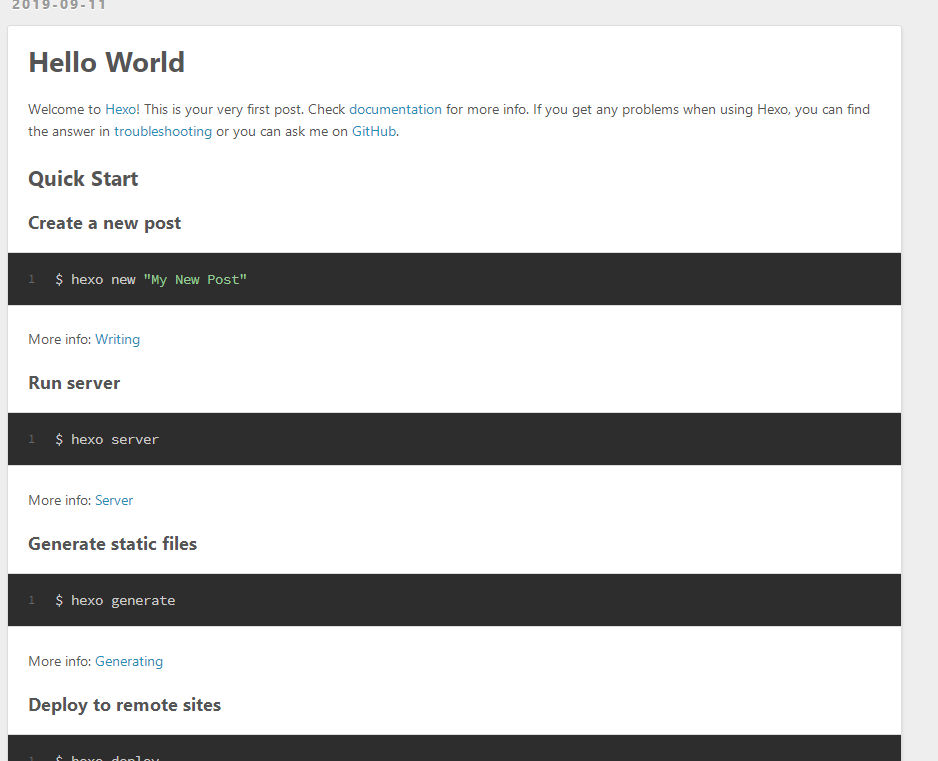 2019-09-11
Hello World
Welcome to Hexo! This is your very first post. Check documentation for more info. If you get any problems when using Hexo, you can find
the answer in troubleshooting or you can ask me on GitHub.
Quick Start
Create a new post
1 $ hexo new "My New Post"
More info: Writing
Run server
1 $ hexo server
More info: Server
Generate static files
1 $ hexo generate
More info: Generating
Deploy to remote sites
1 $ hexo deploy